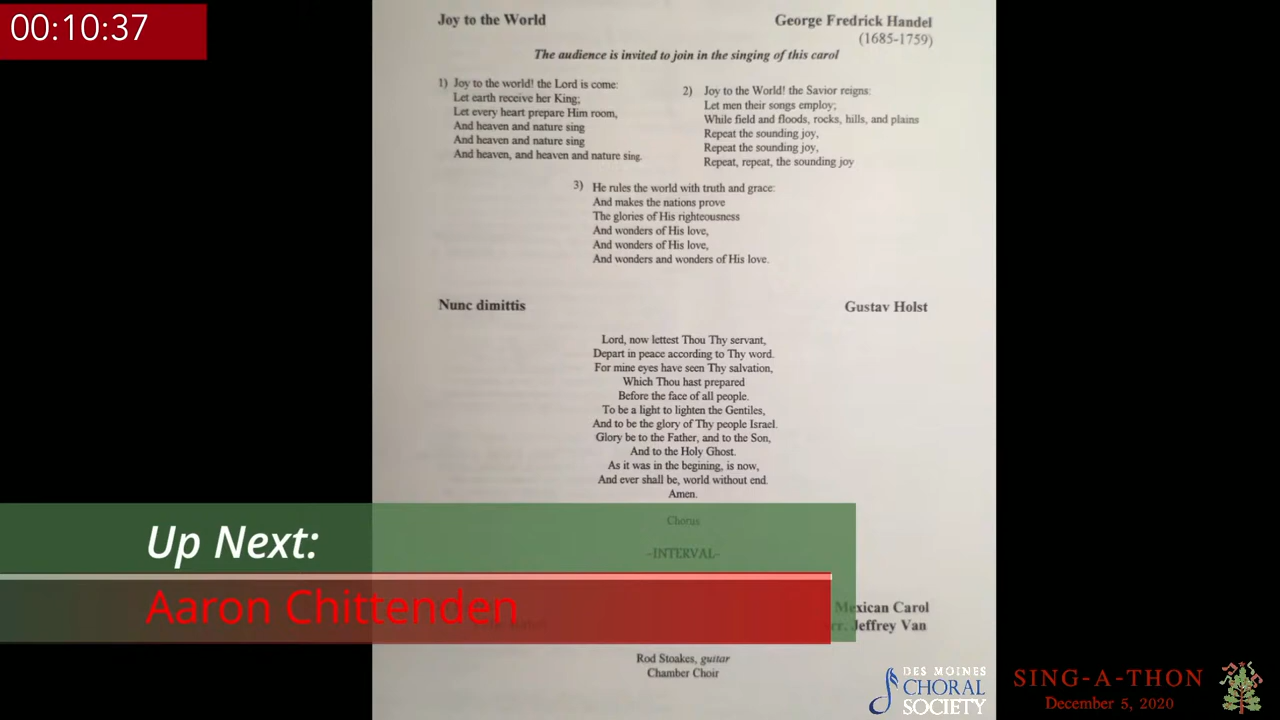 00:10:37
Joy to the World
George Fredrick Handel
(1685-1759)
The audience is invited to join in the singing of this carol
1) Joy to the world! the Lord is come:
Let earth receive her King;
Let every heart prepare Him room,
And heaven and nature sing
And heaven and nature sing
And heaven, and heaven and nature sing.
2) Joy to the World! the Savior reigns:
Let men their songs employ;
While field and floods, rocks, hills, and plains
Repeat the sounding joy,
Repeat the sounding joy,
Repeat, repeat, the sounding joy
3) He rules the world with truth and grace:
And makes the nations prove
The glories of His righteousness
And wonders of His love,
And wonders of His love,
And wonders and wonders of His love.
Nunc dimittis
Gustav Holst
Lord, now lettest Thou Thy servant,
Depart in peace according to Thy word.
For mine eyes have seen Thy salvation,
Which Thou hast prepared
Before the face of all people.
To be a light to lighten the Gentiles,
And to be the glory of Thy people Israel.
Glory be to the Father, and to the Son,
And to the Holy Ghost.
As it was in the begining, is now,
And ever shall be, world without end.
Amen.
Chorus
-INTERVAL-
Up Next:
Aaron Chittenden
Mexican Carol
Jeffrey Van
Rod Stoakes, guitar
Chamber Choir
DES MOINES
CHORAL
SOCIETY
SING-A-THON
December 5, 2020